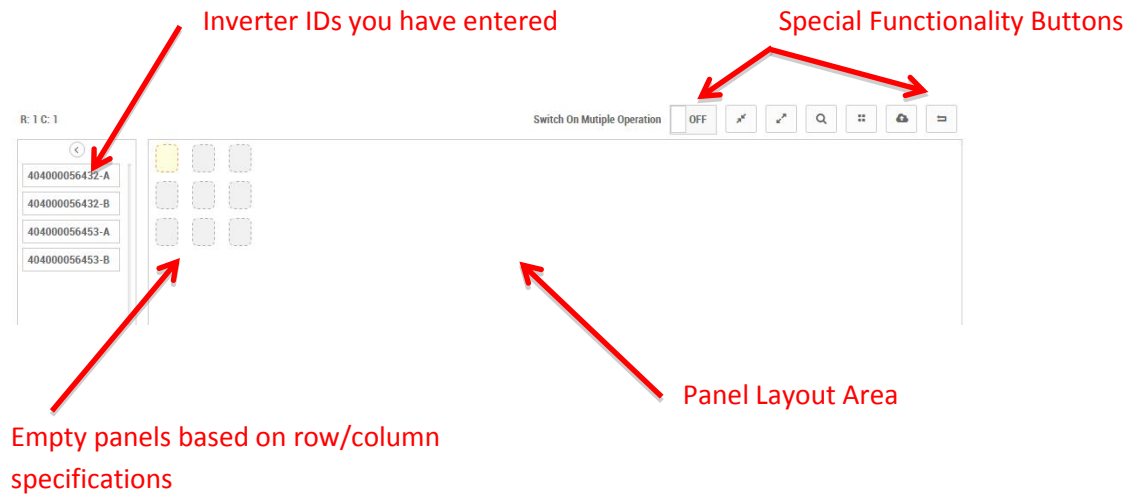 Inverter IDs you have entered
Special Functionality Buttons
R: 1 C: 1
Switch On Mutiple Operation
OFF
404000056432-A
404000056432-B
404000056453-A
404000056453-B
Panel Layout Area
Empty panels based on row/column
specifications